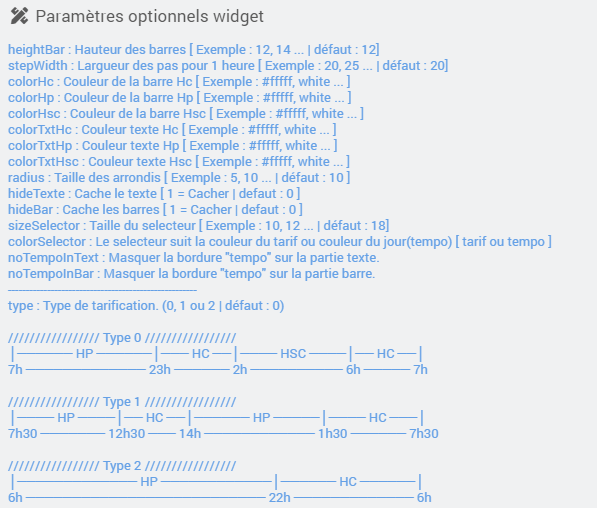 Paramètres optionnels widget
heightBar : Hauteur des barres [ Exemple : 12, 14 ... | défaut : 12]
stepWidth : Largueur des pas pour 1 heure [ Exemple : 20, 25 ... | défaut : 20]
colorHc : Couleur de la barre Hc [ Exemple : #fffff, white ... ]
colorHp : Couleur de la barre Hp [ Exemple : #fffff, white ... ]
colorHsc : Couleur de la barre Hsc [ Exemple : #fffff, white ... ]
colorTxtHc : Couleur texte Hc [ Exemple : #fffff, white ... ]
colorTxtHp : Couleur texte Hp [ Exemple : #fffff, white ... ]
colorTxtHsc : Couleur texte Hsc [ Exemple : #fffff, white ... ]
radius : Taille des arrondis [ Exemple : 5, 10 ... | défaut : 10 ]
hideTexte : Cache le texte [ 1 = Cacher | defaut : 0 ]
hideBar : Cache les barres [ 1 = Cacher | defaut : 0 ]
sizeSelector : Taille du selecteur [ Exemple : 10, 12 ... | défaut : 18]
colorSelector : Le selecteur suit la couleur du tarif ou couleur du jour(tempo) [ tarif ou tempo ]
noTempoInText : Masquer la bordure "tempo" sur la partie texte.
noTempoInBar : Masquer la bordure "tempo" sur la partie barre.
------------------------------------------------
type : Type de tarification. (0, 1 ou 2 | défaut : 0)
///////////////// Type 0 /////////////////
|——— HP ———|—— HC ——|——— HSC ———|—— HC ——|
7h ——————— 23h ———— 2h ——————— 6h ———— 7h
///////////////// Type 1 /////////////////
|——— HP ———|—— HC ——|——— HP ———|——— HC ———|
7h30 ————— 12h30 —— 14h ——————— 1h30 ————— 7h30
///////////////// Type 2 /////////////////
|——————— HP ———————|———— HC ————|
6h ——————————————— 22h ————————— 6h